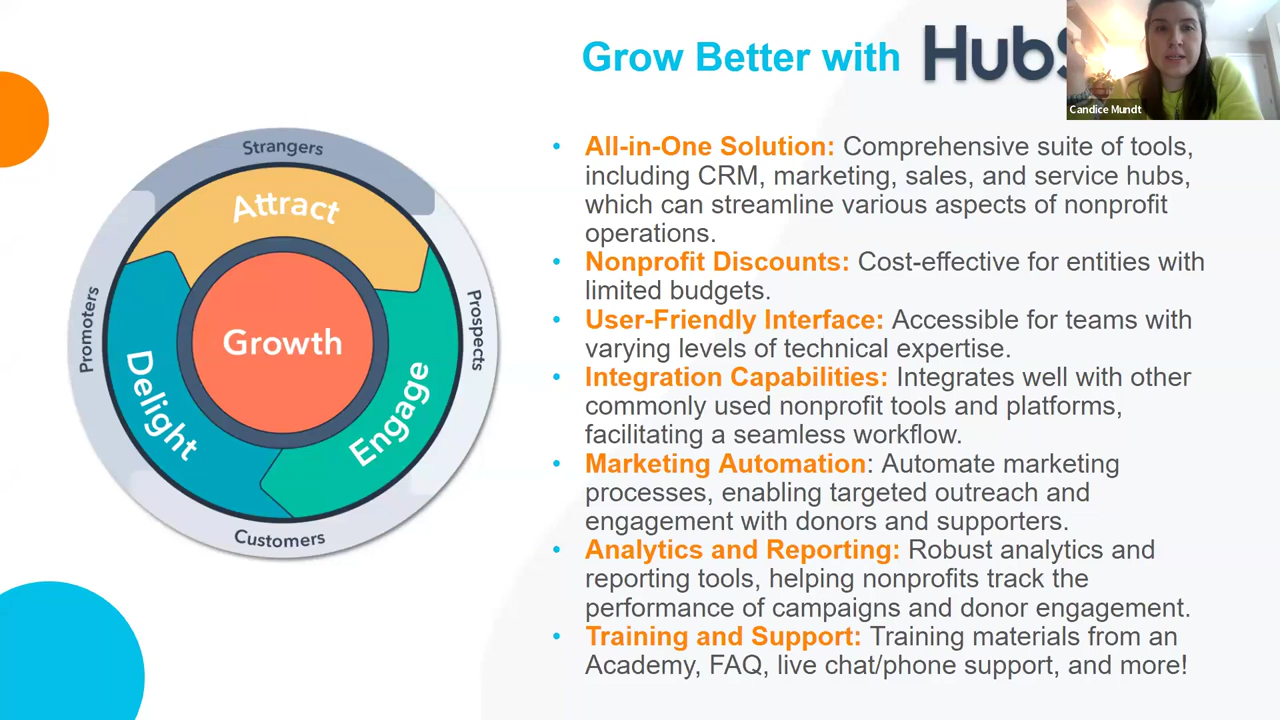 Grow Better with Hub
Candice Mundt
Strangers
Attract
Promoters
Prospects
Growth
Delight
Engage
Customers
• All-in-One Solution: Comprehensive suite of tools,
including CRM, marketing, sales, and service hubs,
which can streamline various aspects of nonprofit
operations.
• Nonprofit Discounts: Cost-effective for entities with
limited budgets.
• User-Friendly Interface: Accessible for teams with
varying levels of technical expertise.
• Integration Capabilities: Integrates well with other
commonly used nonprofit tools and platforms,
facilitating a seamless workflow.
• Marketing Automation: Automate marketing
processes, enabling targeted outreach and
engagement with donors and supporters.
• Analytics and Reporting: Robust analytics and
reporting tools, helping nonprofits track the
performance of campaigns and donor engagement.
• Training and Support: Training materials from an
Academy, FAQ, live chat/phone support, and more!